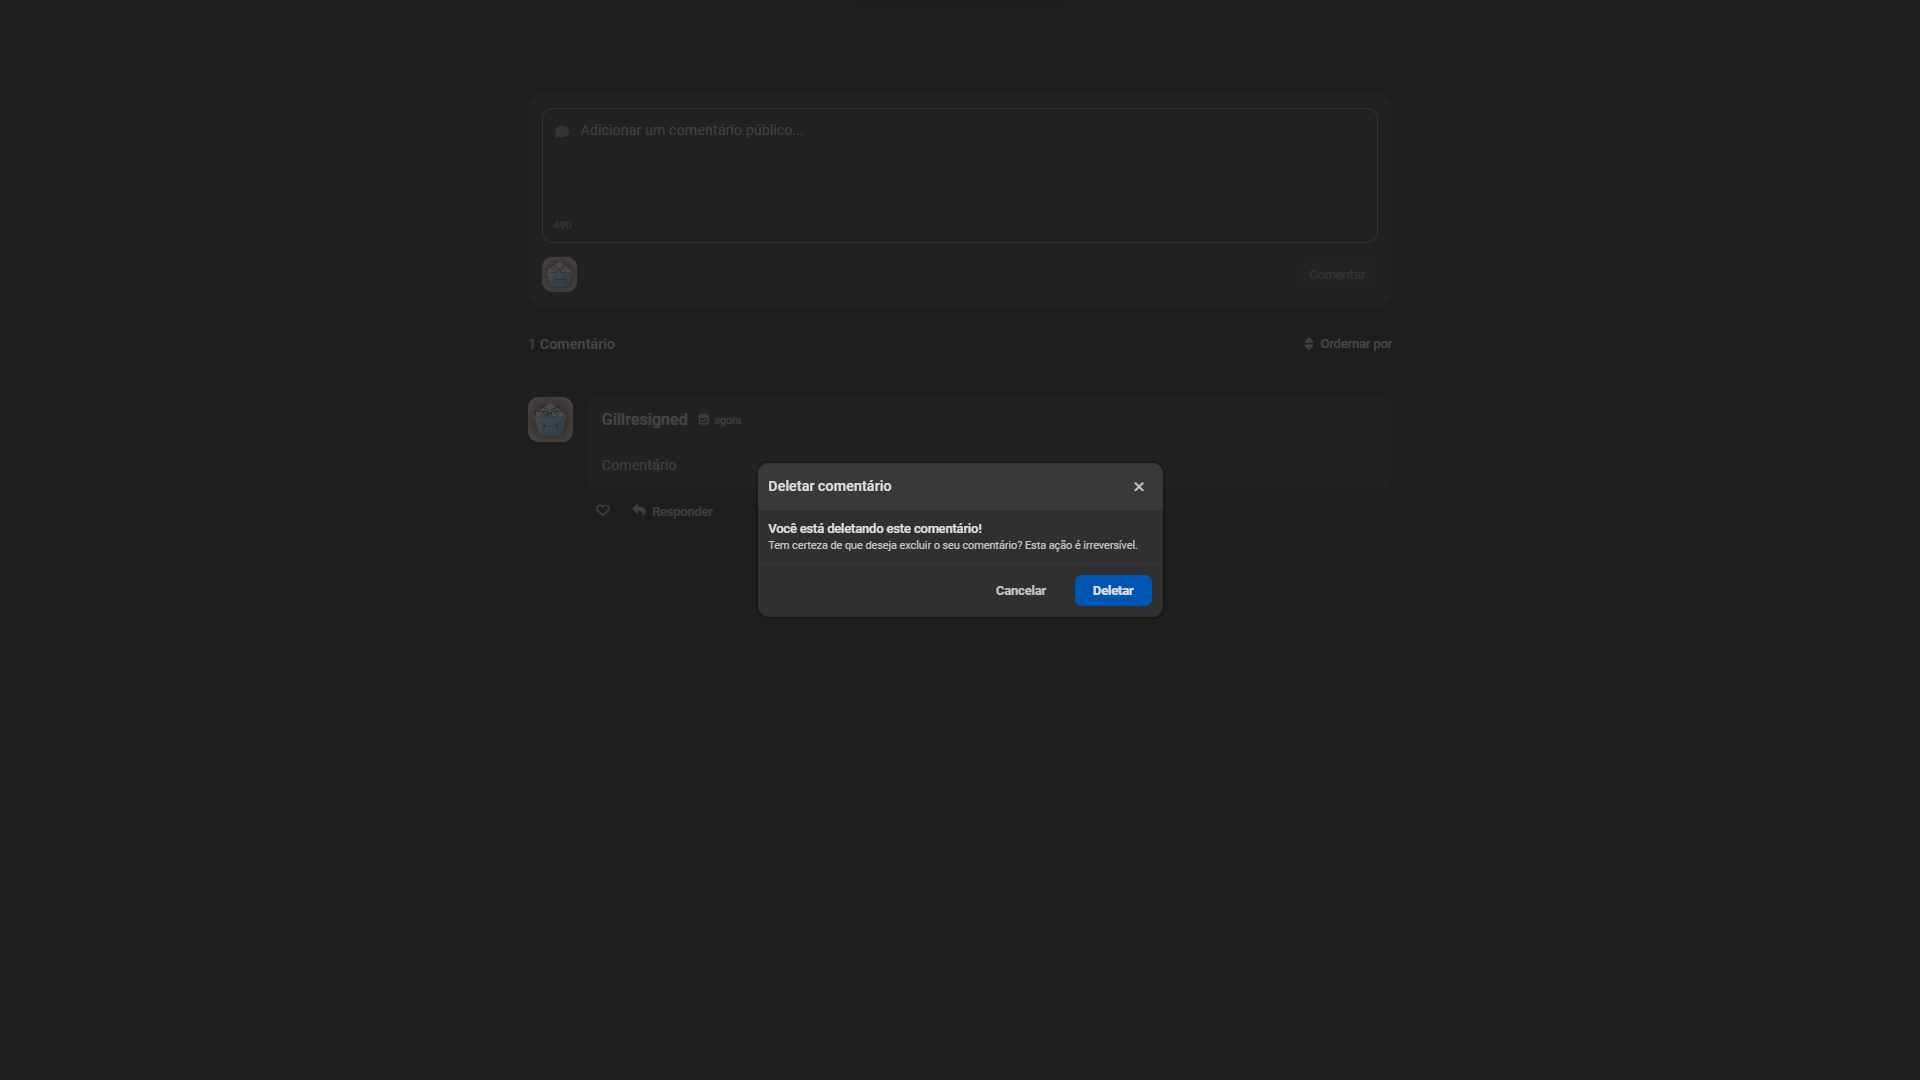 Adicionar um comentário público...
490
Comentar
1 Comentário
Ordernar por
Gillresigned agora
Comentário
Responder
Deletar comentário
Você está deletando este comentário!
Tem certeza de que deseja excluir o seu comentário? Esta ação é irreversível.
Cancelar
Deletar